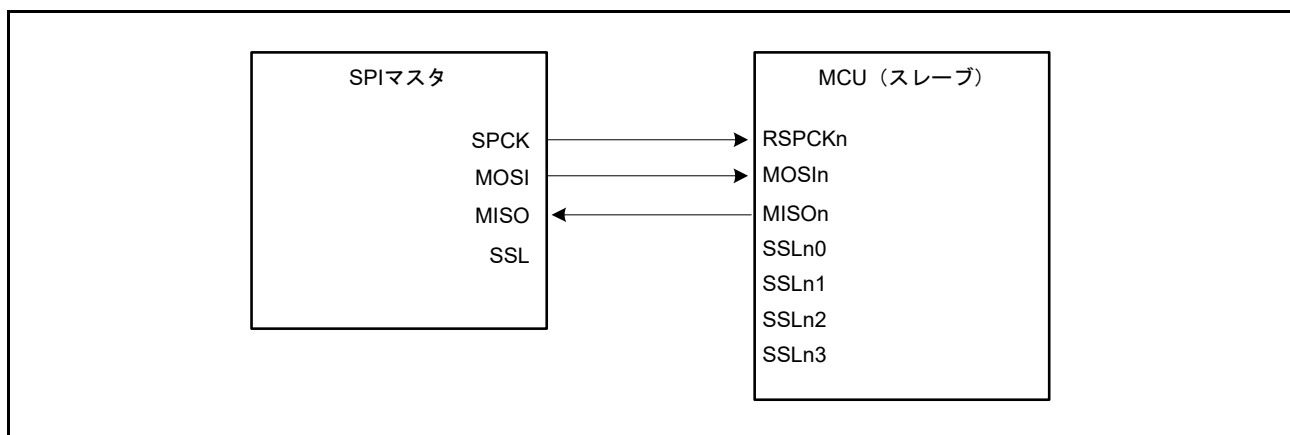 SPIマスタ
SPCK
MOSI
MISO
SSL
MCU（スレーブ）
RSPCKn
MOSIn
MISOn
SSLn0
SSLn1
SSLn2
SSLn3